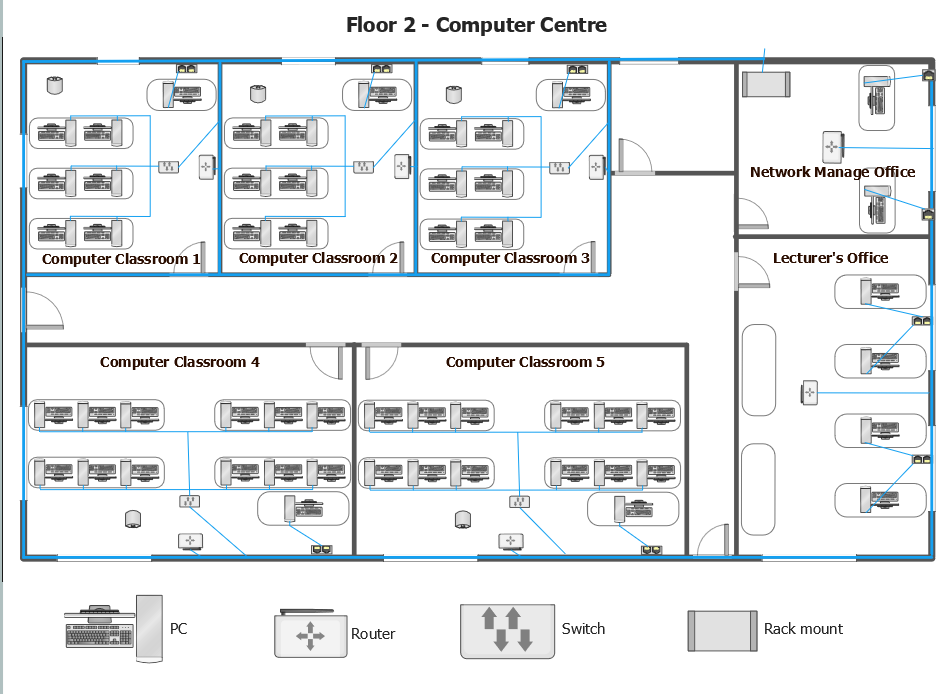 Floor 2 - Computer Centre
Network Manage Office
Computer Classroom 1
Computer Classroom 2
Computer Classroom 3
Lecturer's Office
Computer Classroom 4
Computer Classroom 5
PC
Router
Switch
Rack mount